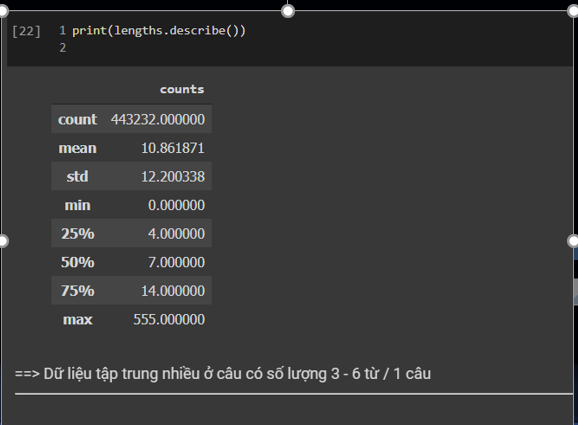 [22] 1 print(lengths.describe())
2
counts
count 443232.000000
mean 10.861871
std 12.200338
min 0.000000
25% 4.000000
50% 7.000000
75% 14.000000
max 555.000000
==> Dữ liệu tập trung nhiều ở câu có số lượng 3 - 6 từ / 1 câu